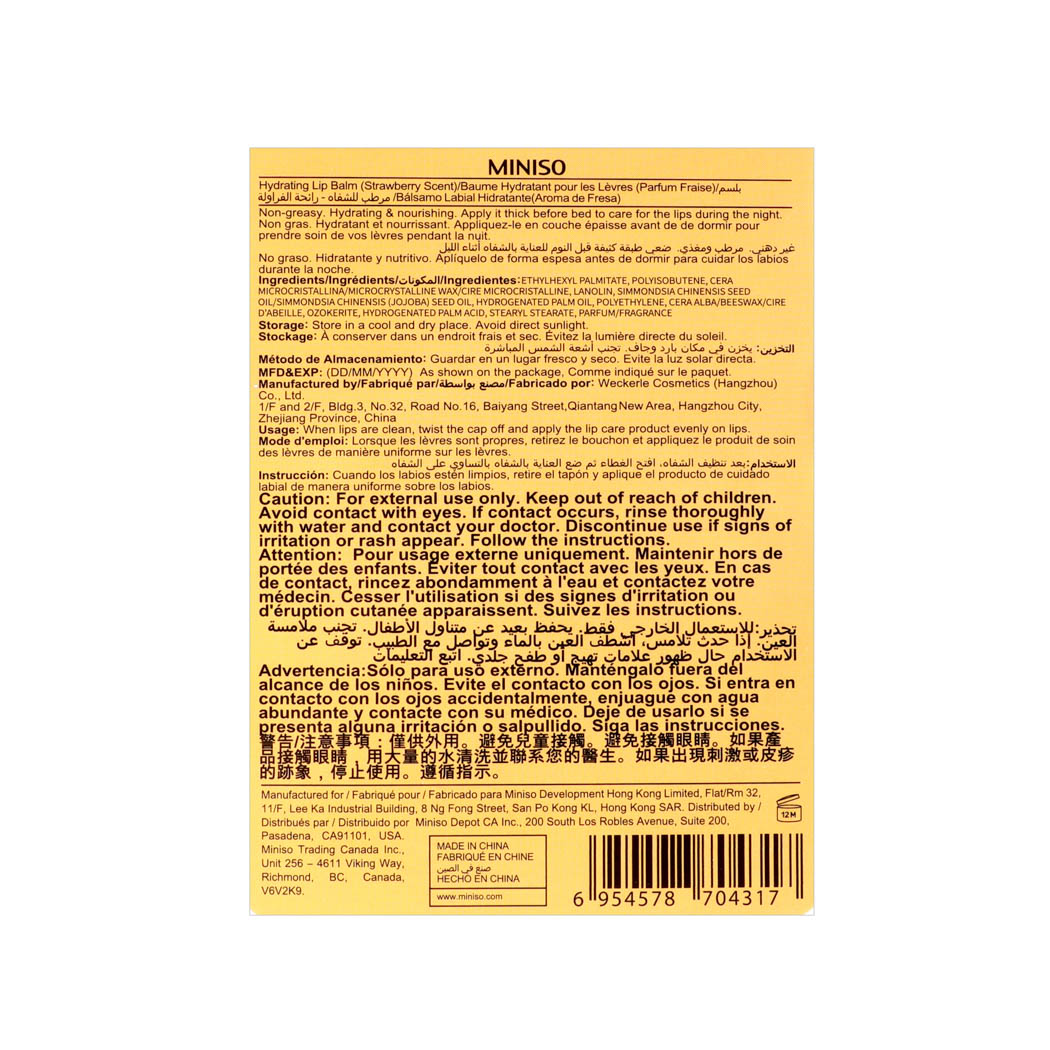 MINISO
Hydrating Lip Balm (Strawberry Scent)/Baume Hydratant pour les Lèvres (Parfum Fraise)/بلسم
مرطب للشفاه - رائحة الفراولة /Bálsamo Labial Hidratante(Aroma de Fresa)
Non-greasy. Hydrating & nourishing. Apply it thick before bed to care for the lips during the night.
Non gras. Hydratant et nourrissant. Appliquez-le en couche épaisse avant de de dormir pour
prendre soin de vos lèvres pendant la nuit.
غير دهني. مرطب ومغذي. ضعي طبقة كثيفة قبل النوم للعناية بالشفاه أثناء الليل
No graso. Hidratante y nutritivo. Aplíquelo de forma espesa antes de dormir para cuidar los labios
durante la noche.
Ingredients/Ingrédients/المكونات/Ingredientes:ETHYLHEXYL PALMITATE, POLYISOBUTENE, CERA
MICROCRISTALLINA/MICROCRYSTALLINE WAX/CIRE MICROCRISTALLINE, LANOLIN, SIMMONDSIA CHINENSIS SEED
OIL/SIMMONDSIA CHINENSIS (JOJOBA) SEED OIL, HYDROGENATED PALM OIL, POLYETHYLENE, CERA ALBA/BEESWAX/CIRE
D'ABEILLE, OZOKERITE, HYDROGENATED PALM ACID, STEARYL STEARATE, PARFUM/FRAGRANCE
Storage: Store in a cool and dry place. Avoid direct sunlight.
Stockage: À conserver dans un endroit frais et sec. Évitez la lumière directe du soleil.
التخزين: يخزن في مكان بارد وجاف. تجنب أشعة الشمس المباشرة
Método de Almacenamiento: Guardar en un lugar fresco y seco. Evite la luz solar directa.
MFD&EXP: (DD/MM/YYYY) As shown on the package, Comme indiqué sur le paquet.
Manufactured by/Fabriqué par/مصنع بواسطة/Fabricado por: Weckerle Cosmetics (Hangzhou)
Co., Ltd.
1/F and 2/F, Bldg.3, No.32, Road No.16, Baiyang Street,Qiantang New Area, Hangzhou City,
Zhejiang Province, China
Usage: When lips are clean, twist the cap off and apply the lip care product evenly on lips.
Mode d'emploi: Lorsque les lèvres sont propres, retirez le bouchon et appliquez le produit de soin
des lèvres de manière uniforme sur les lèvres.
الاستخدام:بعد تنظيف الشفاه، افتح الغطاء ثم ضع العناية بالشفاه بالتساوي على الشفاه
Instrucción: Cuando los labios estén limpios, retire el tapón y aplique el producto de cuidado
labial de manera uniforme sobre los labios.
Caution: For external use only. Keep out of reach of children.
Avoid contact with eyes. If contact occurs, rinse thoroughly
with water and contact your doctor. Discontinue use if signs of
irritation or rash appear. Follow the instructions.
Attention: Pour usage externe uniquement. Maintenir hors de
portée des enfants. Éviter tout contact avec les yeux. En cas
de contact, rincez abondamment à l'eau et contactez votre
médecin. Cesser l'utilisation si des signes d'irritation ou
d'éruption cutanée apparaissent. Suivez les instructions.
تحذير:للاستعمال الخارجي فقط. يحفظ بعيد عن متناول الأطفال. تجنب ملامسة
العين. إذا حدث تلامس، اشطف العين بالماء وتواصل مع الطبيب. توقف عن
الاستخدام حال ظهور علامات تهيج أو طفح جلدي. اتبع التعليمات
Advertencia:Sólo para uso externo. Manténgalo fuera del
alcance de los niños. Evite el contacto con los ojos. Si entra en
contacto con los ojos accidentalmente, enjuague con agua
abundante y contacte con su médico. Deje de usarlo si se
presenta alguna irritación o salpullido. Siga las instrucciones.
警告/注意事項：僅供外用。避免兒童接觸。避免接觸眼睛。如果產
品接觸眼睛，用大量的水清洗並聯系您的醫生。如果出現刺激或皮疹
的跡象，停止使用。遵循指示。
Manufactured for / Fabriqué pour / Fabricado para Miniso Development Hong Kong Limited, Flat/Rm 32,
11/F, Lee Ka Industrial Building, 8 Ng Fong Street, San Po Kong KL, Hong Kong SAR. Distributed by /
Distribués par / Distribuido por Miniso Depot CA Inc., 200 South Los Robles Avenue, Suite 200,
Pasadena, CA91101, USA.
Miniso Trading Canada Inc.,
Unit 256 – 4611 Viking Way,
Richmond, BC, Canada,
V6V2K9.
12M
MADE IN CHINA
FABRIQUÉ EN CHINE
صنع في الصين
HECHO EN CHINA
www.miniso.com
6 954578 704317